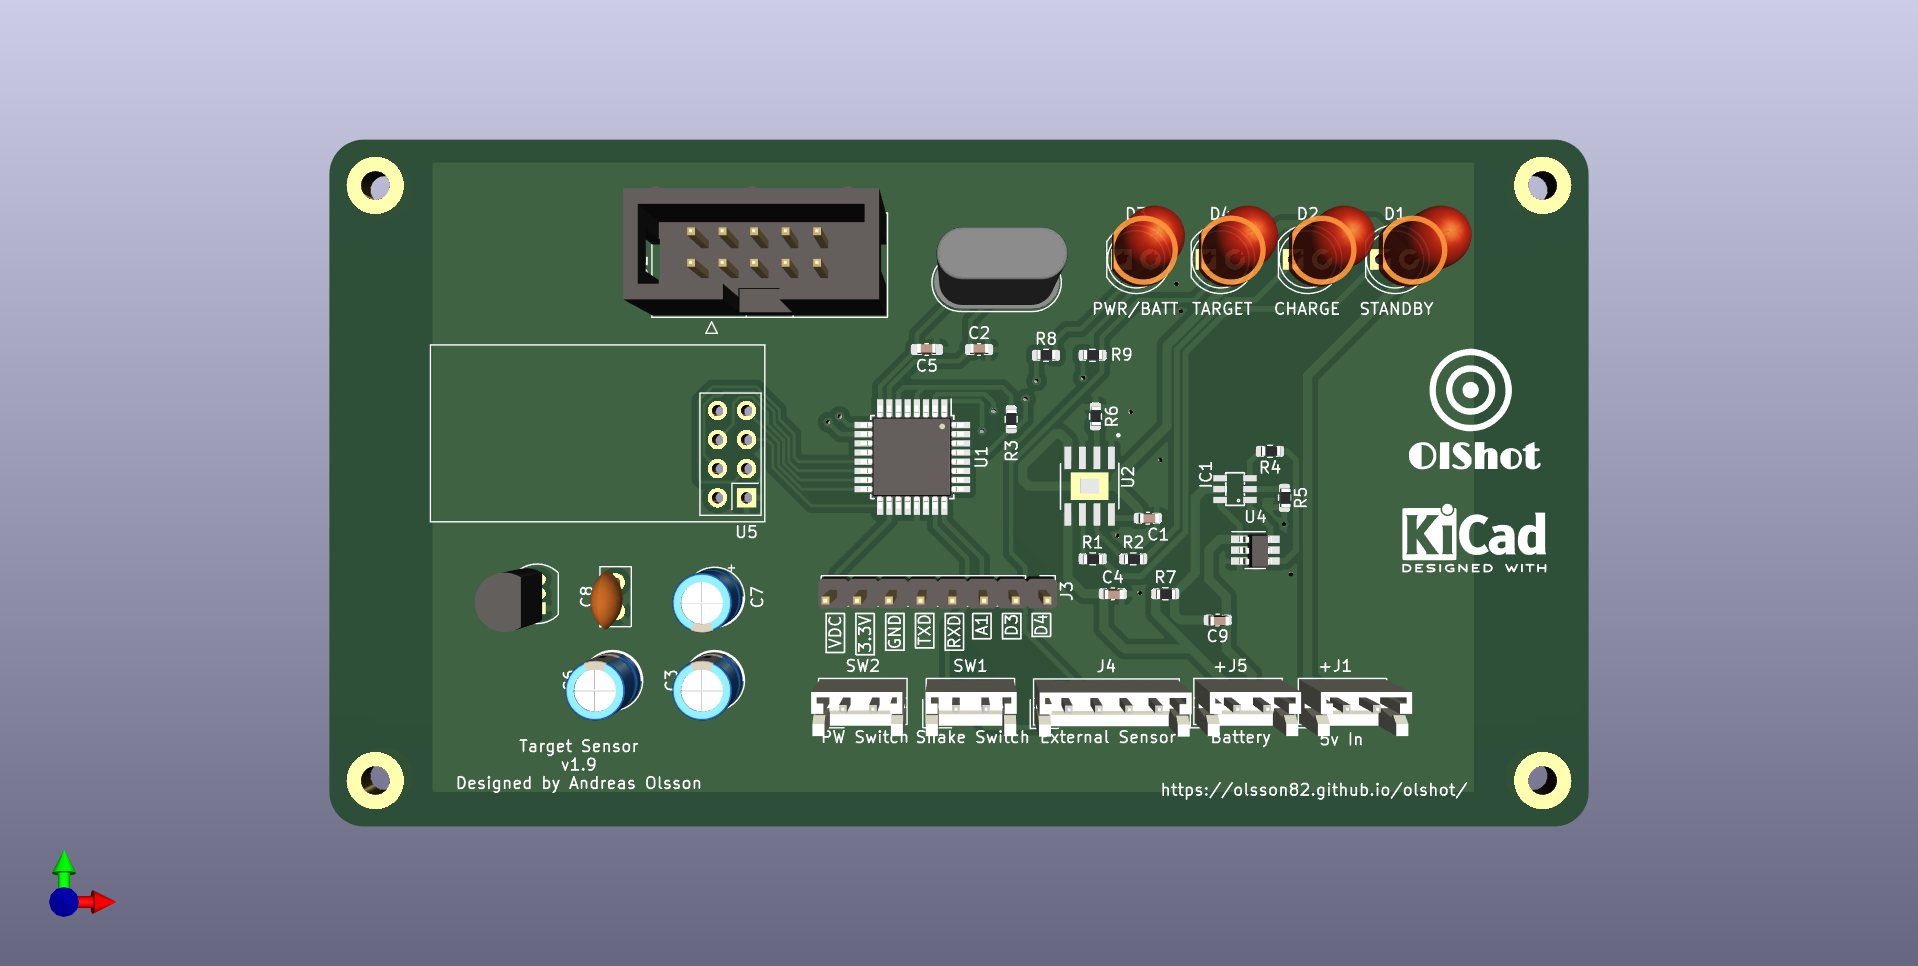 D4
D2
D1
PWR/BATT
TARGET
CHARGE
STANDBY
C5
C2
R8
R9
R3
R6
U1
U2
IC1
R4
R5
U4
C1
R1
R2
C4
R7
C9
OlShot
KiCad
DESIGNED WITH
U5
C8
C7
C3
J3
VDC
3.3V
GND
TXD
RXD
A1
D3
D4
SW2
SW1
J4
+J5
+J1
PW Switch
Shake Switch
External Sensor
Battery
5v In
Target Sensor
v1.9
Designed by Andreas Olsson
https://olsson82.github.io/olshot/